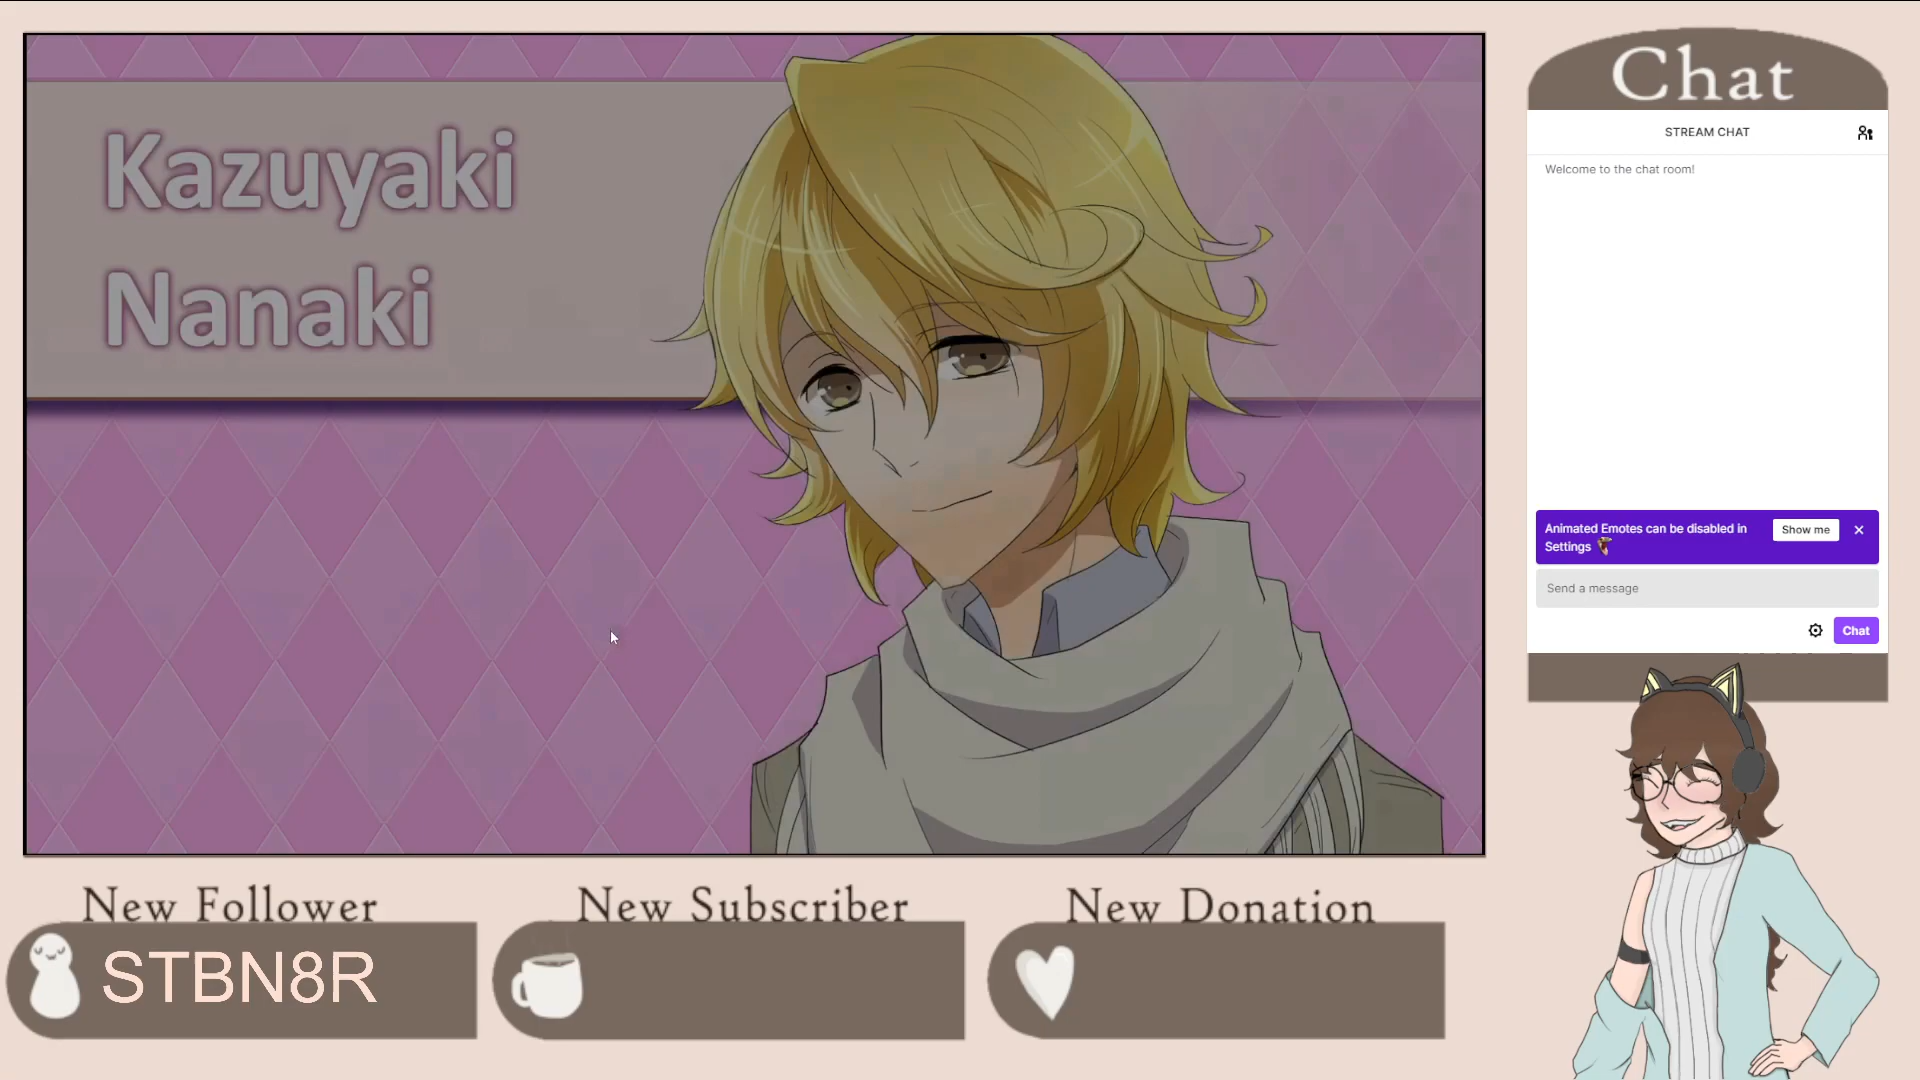 Kazuyaki
Nanaki
Chat
STREAM CHAT
Welcome to the chat room!
Animated Emotes can be disabled in
Settings
Show me
Send a message
Chat
New Follower
STBN8R
New Subscriber
New Donation